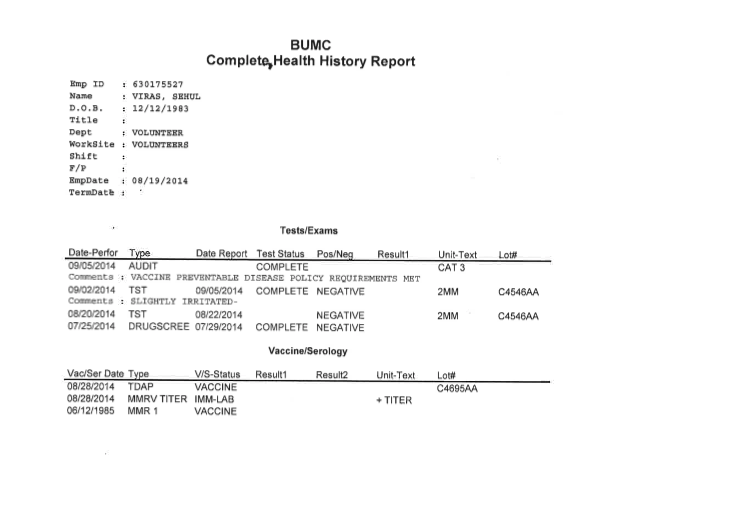 BUMC
Complete Health History Report
Emp ID : 630175527
Name : VIRAS, SEHUL
D.O.B. : 12/12/1983
Title :
Dept : VOLUNTEER
WorkSite : VOLUNTEERS
Shift :
F/P :
EmpDate : 08/19/2014
TermDate :
Tests/Exams
Date-Perfor Type Date Report Test Status Pos/Neg Result1 Unit-Text Lot#
09/05/2014 AUDIT COMPLETE CAT 3
Comments : VACCINE PREVENTABLE DISEASE POLICY REQUIREMENTS MET
09/02/2014 TST 09/05/2014 COMPLETE NEGATIVE 2MM C4546AA
Comments : SLIGHTLY IRRITATED-
08/20/2014 TST 08/22/2014 NEGATIVE 2MM C4546AA
07/25/2014 DRUGSCREE 07/29/2014 COMPLETE NEGATIVE
Vaccine/Serology
Vac/Ser Date Type V/S-Status Result1 Result2 Unit-Text Lot#
08/28/2014 TDAP VACCINE C4695AA
08/28/2014 MMRV TITER IMM-LAB + TITER
06/12/1985 MMR 1 VACCINE